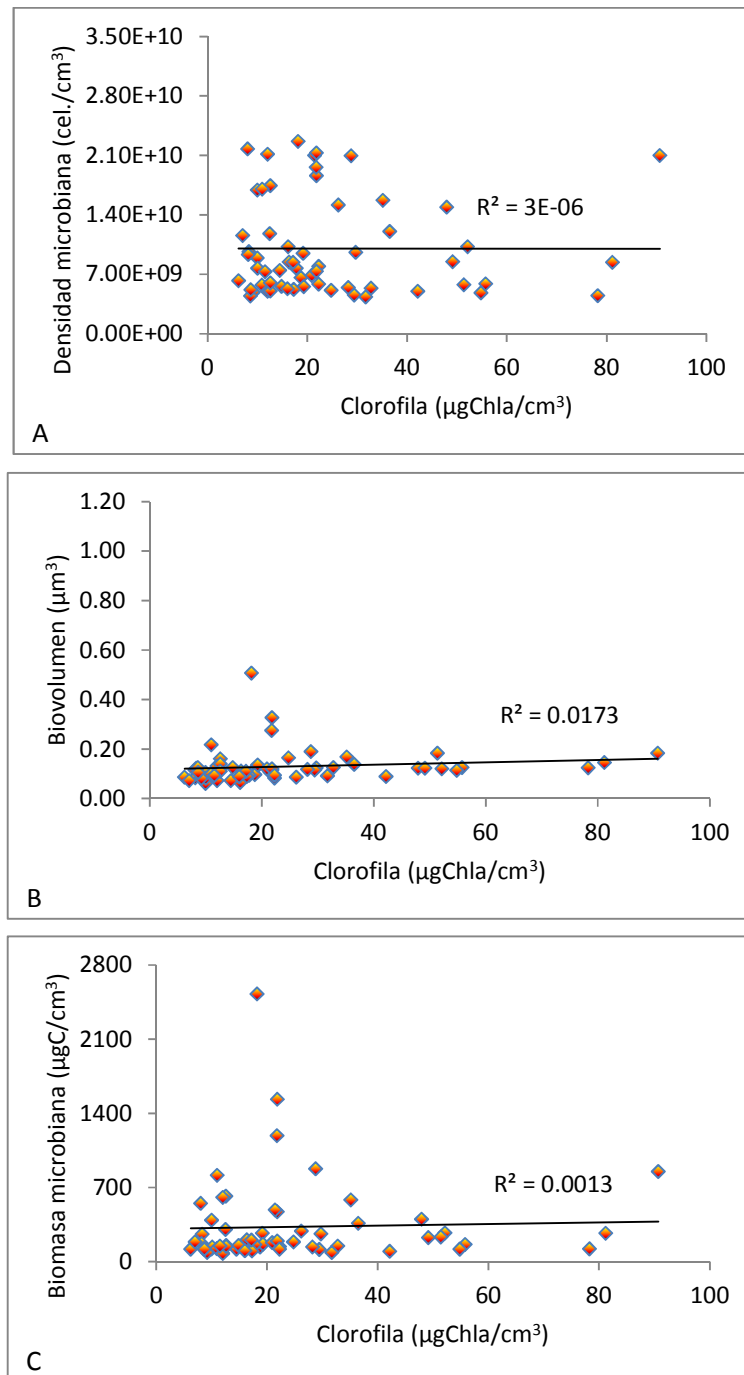 3.50E+10
2.80E+10
2.10E+10
1.40E+10
7.00E+09
0.00E+00
Densidad microbiana (cel./cm³)
R² = 3E-06
0 20 40 60 80 100
Clorofila (µgChla/cm³)
A
1.20
1.00
0.80
0.60
0.40
0.20
0.00
Biovolumen (µm³)
R² = 0.0173
0 20 40 60 80 100
Clorofila (µgChla/cm³)
B
2800
2100
1400
700
0
Biomasa microbiana (µgC/cm³)
R² = 0.0013
0 20 40 60 80 100
Clorofila (µgChla/cm³)
C